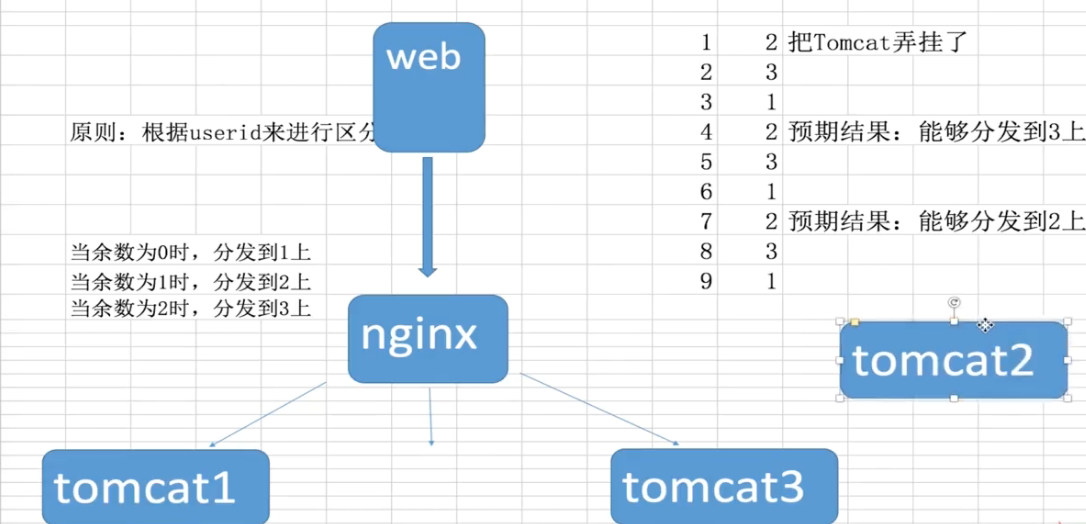 web
原则：根据userid来进行区分
当余数为0时，分发到1上
当余数为1时，分发到2上
当余数为2时，分发到3上
nginx
tomcat1
tomcat3
1 2 把Tomcat弄挂了
2 3
3 1
4 2 预期结果：能够分发到3上
5 3
6 1
7 2 预期结果：能够分发到2上
8 3
9 1
tomcat2